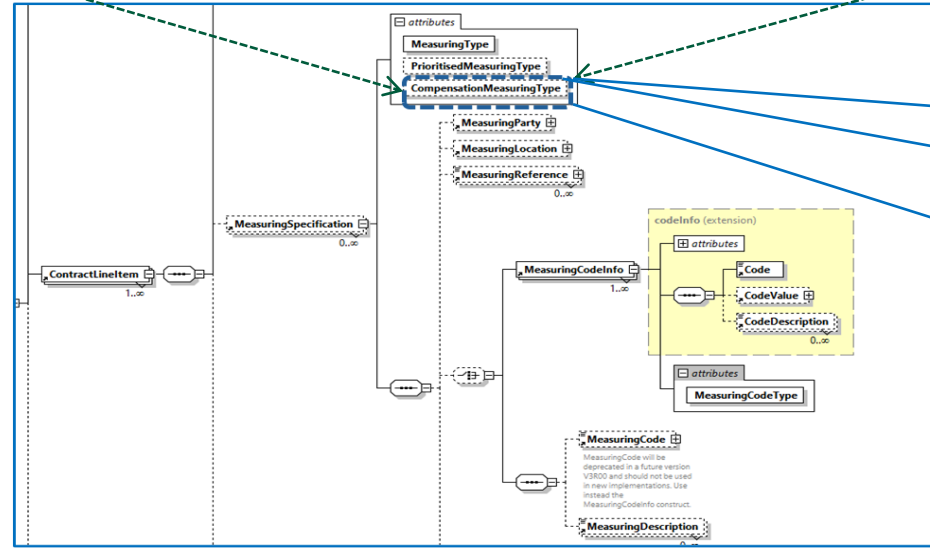 attributes
MeasuringType
PrioritisedMeasuringType
CompensationMeasuringType
MeasuringParty
MeasuringLocation
MeasuringReference
0..∞
MeasuringSpecification
0..∞
ContractLineItem
1..∞
codeInfo (extension)
attributes
MeasuringCodeInfo
1..∞
Code
CodeValue
CodeDescription
0..∞
attributes
MeasuringCodeType
MeasuringCode
MeasuringCode will be
deprecated in a future version
V3R00 and should not be used
in new implementations. Use
instead the
MeasuringCodeInfo construct.
MeasuringDescription
0..∞